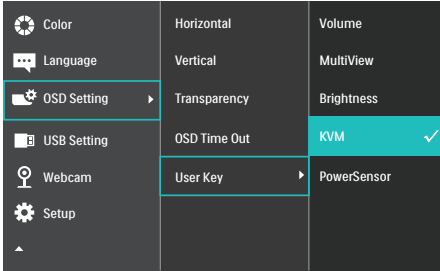 Color
Language
OSD Setting
USB Setting
Webcam
Setup
Horizontal
Vertical
Transparency
OSD Time Out
User Key
Volume
MultiView
Brightness
KVM
PowerSensor